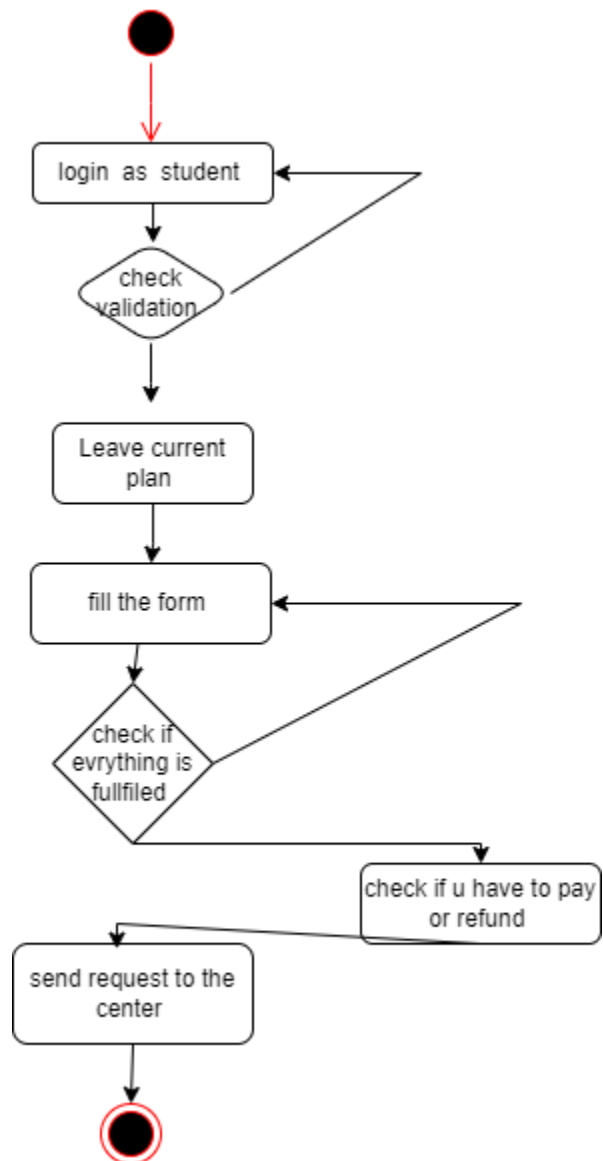 login as student
check
validation
Leave current
plan
fill the form
check if
evrything is
fullfiled
check if u have to pay
or refund
send request to the
center